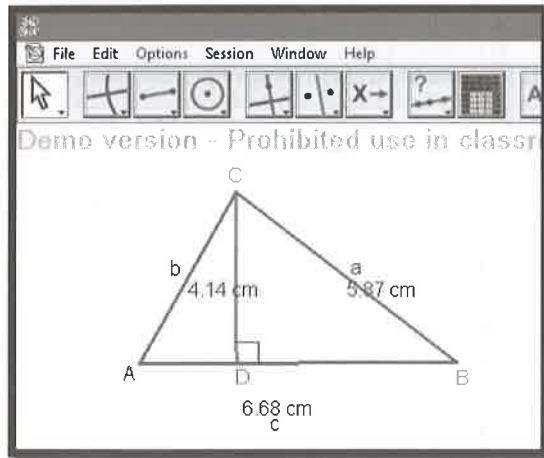 File Edit Options Session Window Help
? X A
Demo version - Prohibited use in classr
C
b a
4.14 cm 5.87 cm
A D B
6.68 cm
c